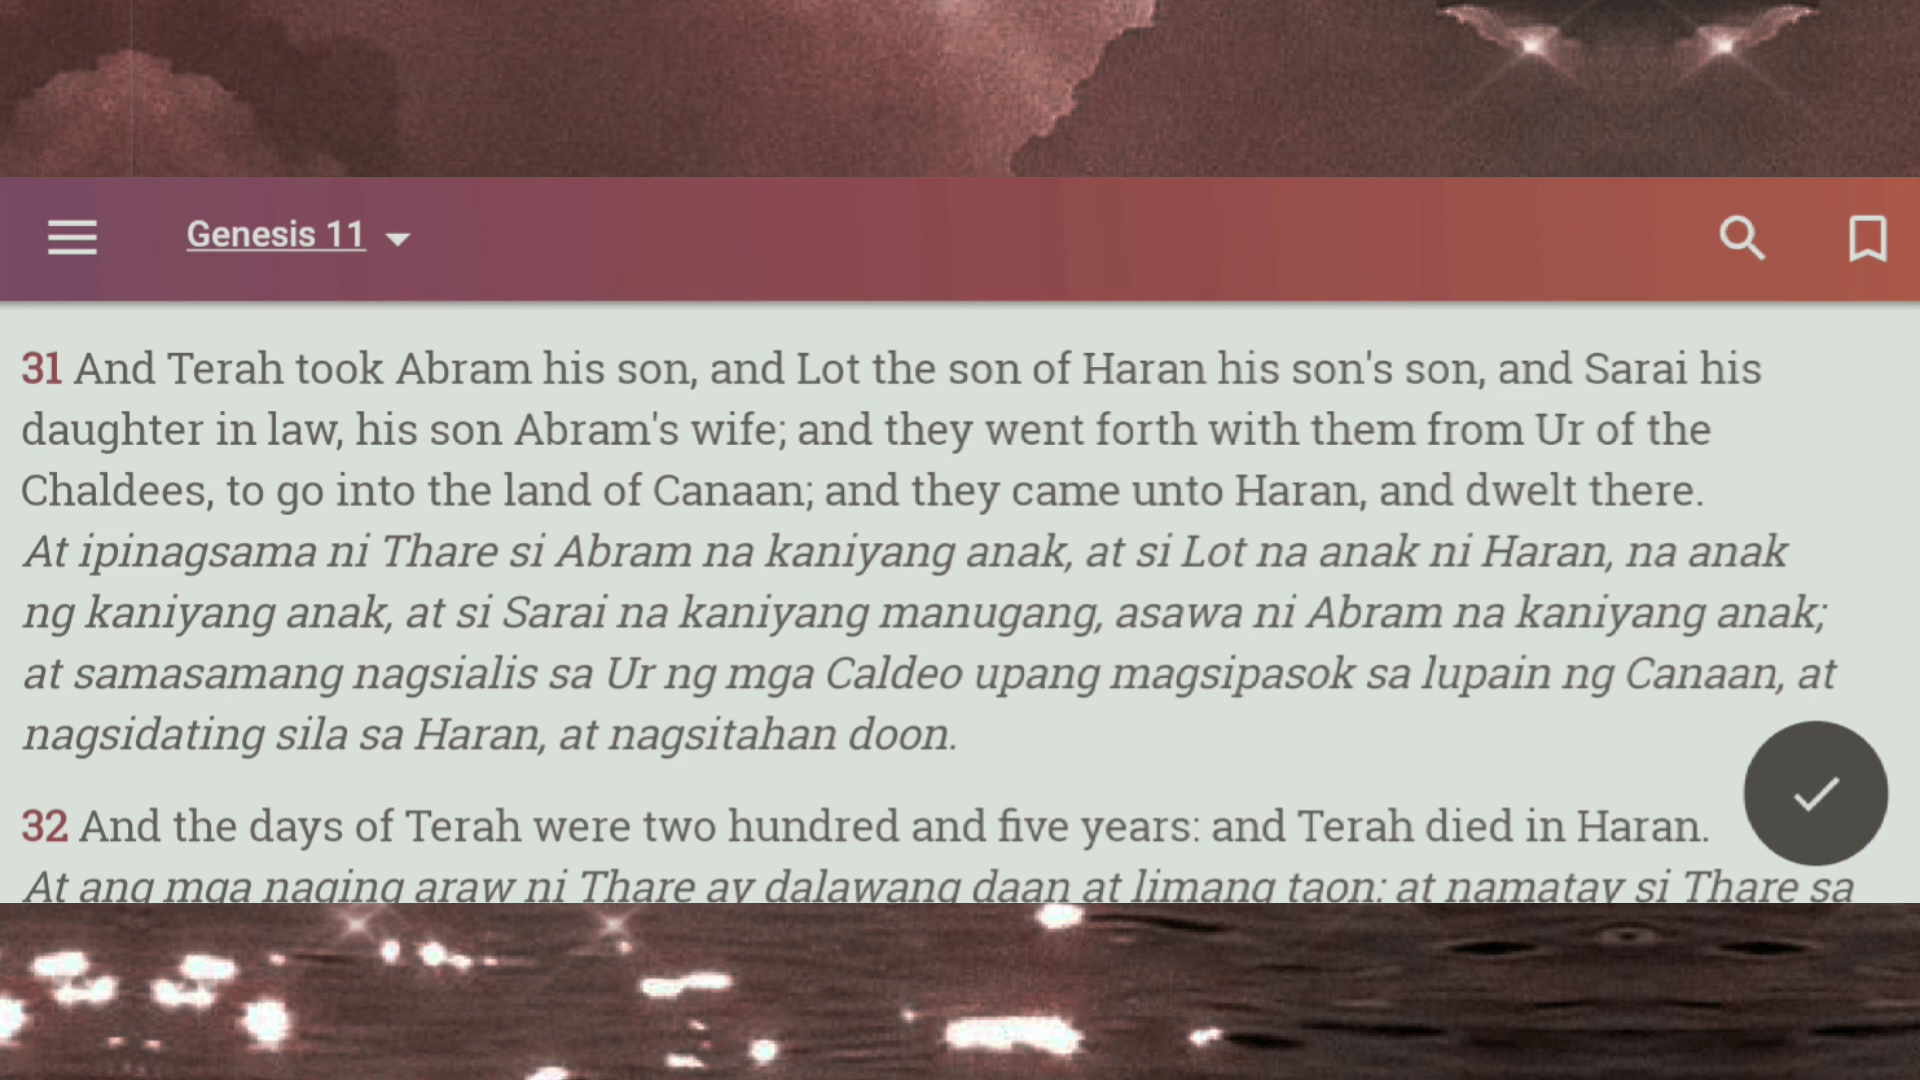 Genesis 11
31 And Terah took Abram his son, and Lot the son of Haran his son's son, and Sarai his
daughter in law, his son Abram's wife; and they went forth with them from Ur of the
Chaldees, to go into the land of Canaan; and they came unto Haran, and dwelt there.
At ipinagsama ni Thare si Abram na kaniyang anak, at si Lot na anak ni Haran, na anak
ng kaniyang anak, at si Sarai na kaniyang manugang, asawa ni Abram na kaniyang anak;
at samasamang nagsialis sa Ur ng mga Caldeo upang magsipasok sa lupain ng Canaan, at
nagsidating sila sa Haran, at nagsitahan doon.
32 And the days of Terah were two hundred and five years: and Terah died in Haran.
At ang mga naging araw ni Thare ay dalawang daan at limang taon: at namatay si Thare sa